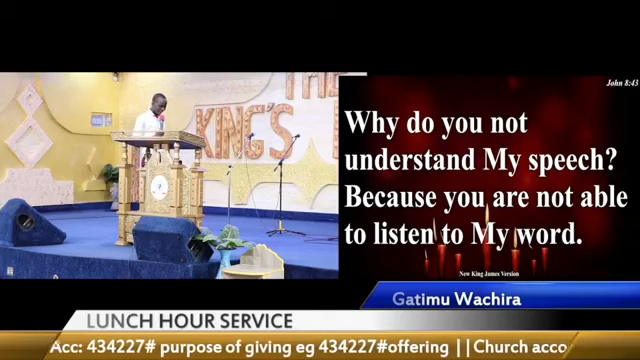 John 8:43
THE
KING'S
Why do you not
understand My speech?
Because you are not able
to listen to My word.
New King James Version
Gatimu Wachira
LUNCH HOUR SERVICE
Acc: 434227# purpose of giving eg 434227#offering ||Church acco